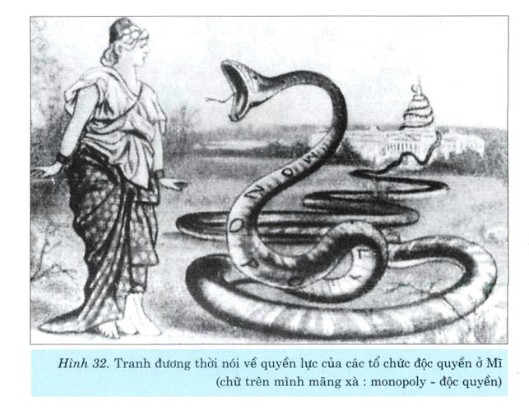 MONOPOLY
Hình 32. Tranh đương thời nói về quyền lực của các tổ chức độc quyền ở Mĩ
(chữ trên mình mãng xà : monopoly - độc quyền)